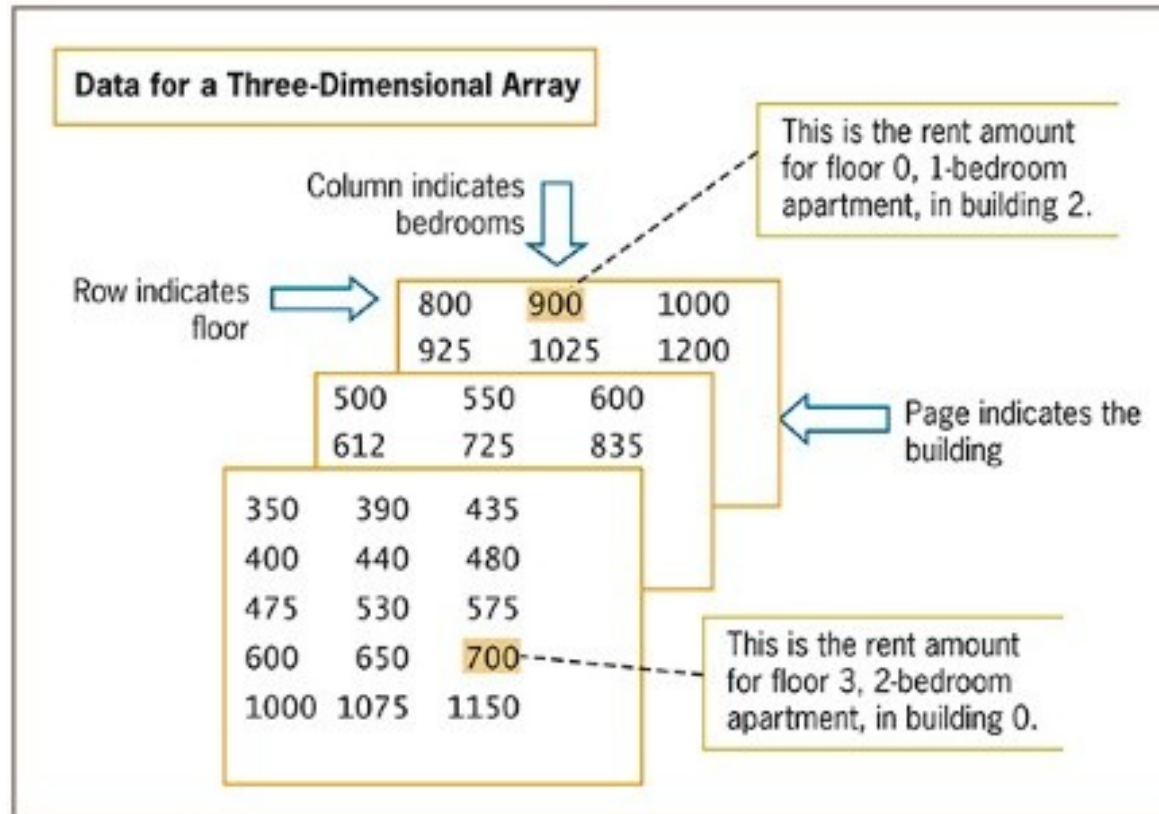 Data for a Three-Dimensional Array
This is the rent amount
for floor 0, 1-bedroom
apartment, in building 2.
Column indicates
bedrooms
Row indicates
floor
800 900 1000
925 1025 1200
500 550 600
612 725 835
Page indicates the
building
350 390 435
400 440 480
475 530 575
600 650 700
1000 1075 1150
This is the rent amount
for floor 3, 2-bedroom
apartment, in building 0.